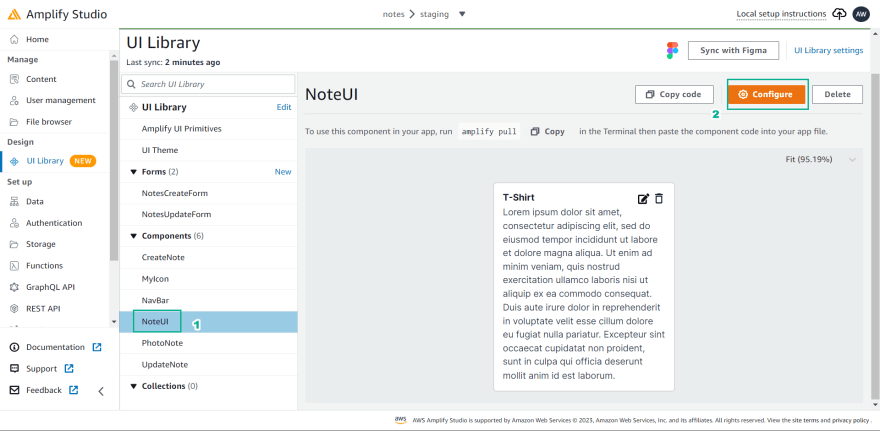 Amplify Studio
notes > staging
Local setup instructions
AW
Home
Manage
Content
User management
File browser
Design
UI Library NEW
Set up
Data
Authentication
Storage
Functions
GraphQL API
REST API
Documentation
Support
Feedback
UI Library
Last sync: 2 minutes ago
Sync with Figma
UI Library settings
Search UI Library
UI Library Edit
Amplify UI Primitives
UI Theme
Forms (2) New
NotesCreateForm
NotesUpdateForm
Components (6)
CreateNote
MyIcon
NavBar
NoteUI 1
PhotoNote
UpdateNote
Collections (0)
NoteUI
Copy code
Configure
Delete
2
To use this component in your app, run amplify pull Copy in the Terminal then paste the component code into your app file.
Fit (95.19%)
T-Shirt
Lorem ipsum dolor sit amet,
consectetur adipiscing elit, sed do
eiusmod tempor incididunt ut labore
et dolore magna aliqua. Ut enim ad
minim veniam, quis nostrud
exercitation ullamco laboris nisi ut
aliquip ex ea commodo consequat.
Duis aute irure dolor in reprehenderit
in voluptate velit esse cillum dolore
eu fugiat nulla pariatur. Excepteur sint
occaecat cupidatat non proident,
sunt in culpa qui officia deserunt
mollit anim id est laborum.
aws AWS Amplify Studio is supported by Amazon Web Services © 2023, Amazon Web Services, Inc. and its affiliates. All rights reserved. View the site terms and privacy policy.